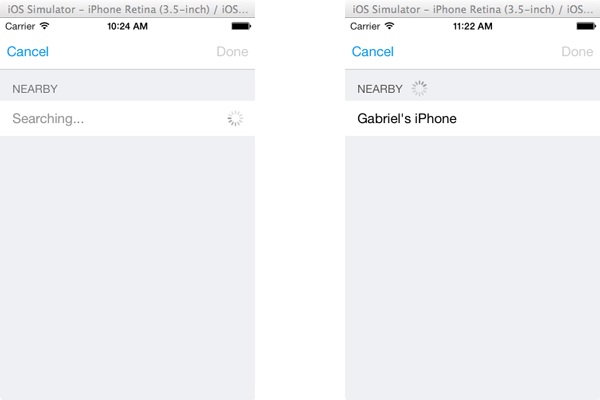 iOS Simulator – iPhone Retina (3.5-inch) / iOS...
Carrier 10:24 AM
Cancel Done
NEARBY
Searching...
iOS Simulator – iPhone Retina (3.5-inch) / iOS...
Carrier 11:22 AM
Cancel Done
NEARBY
Gabriel's iPhone